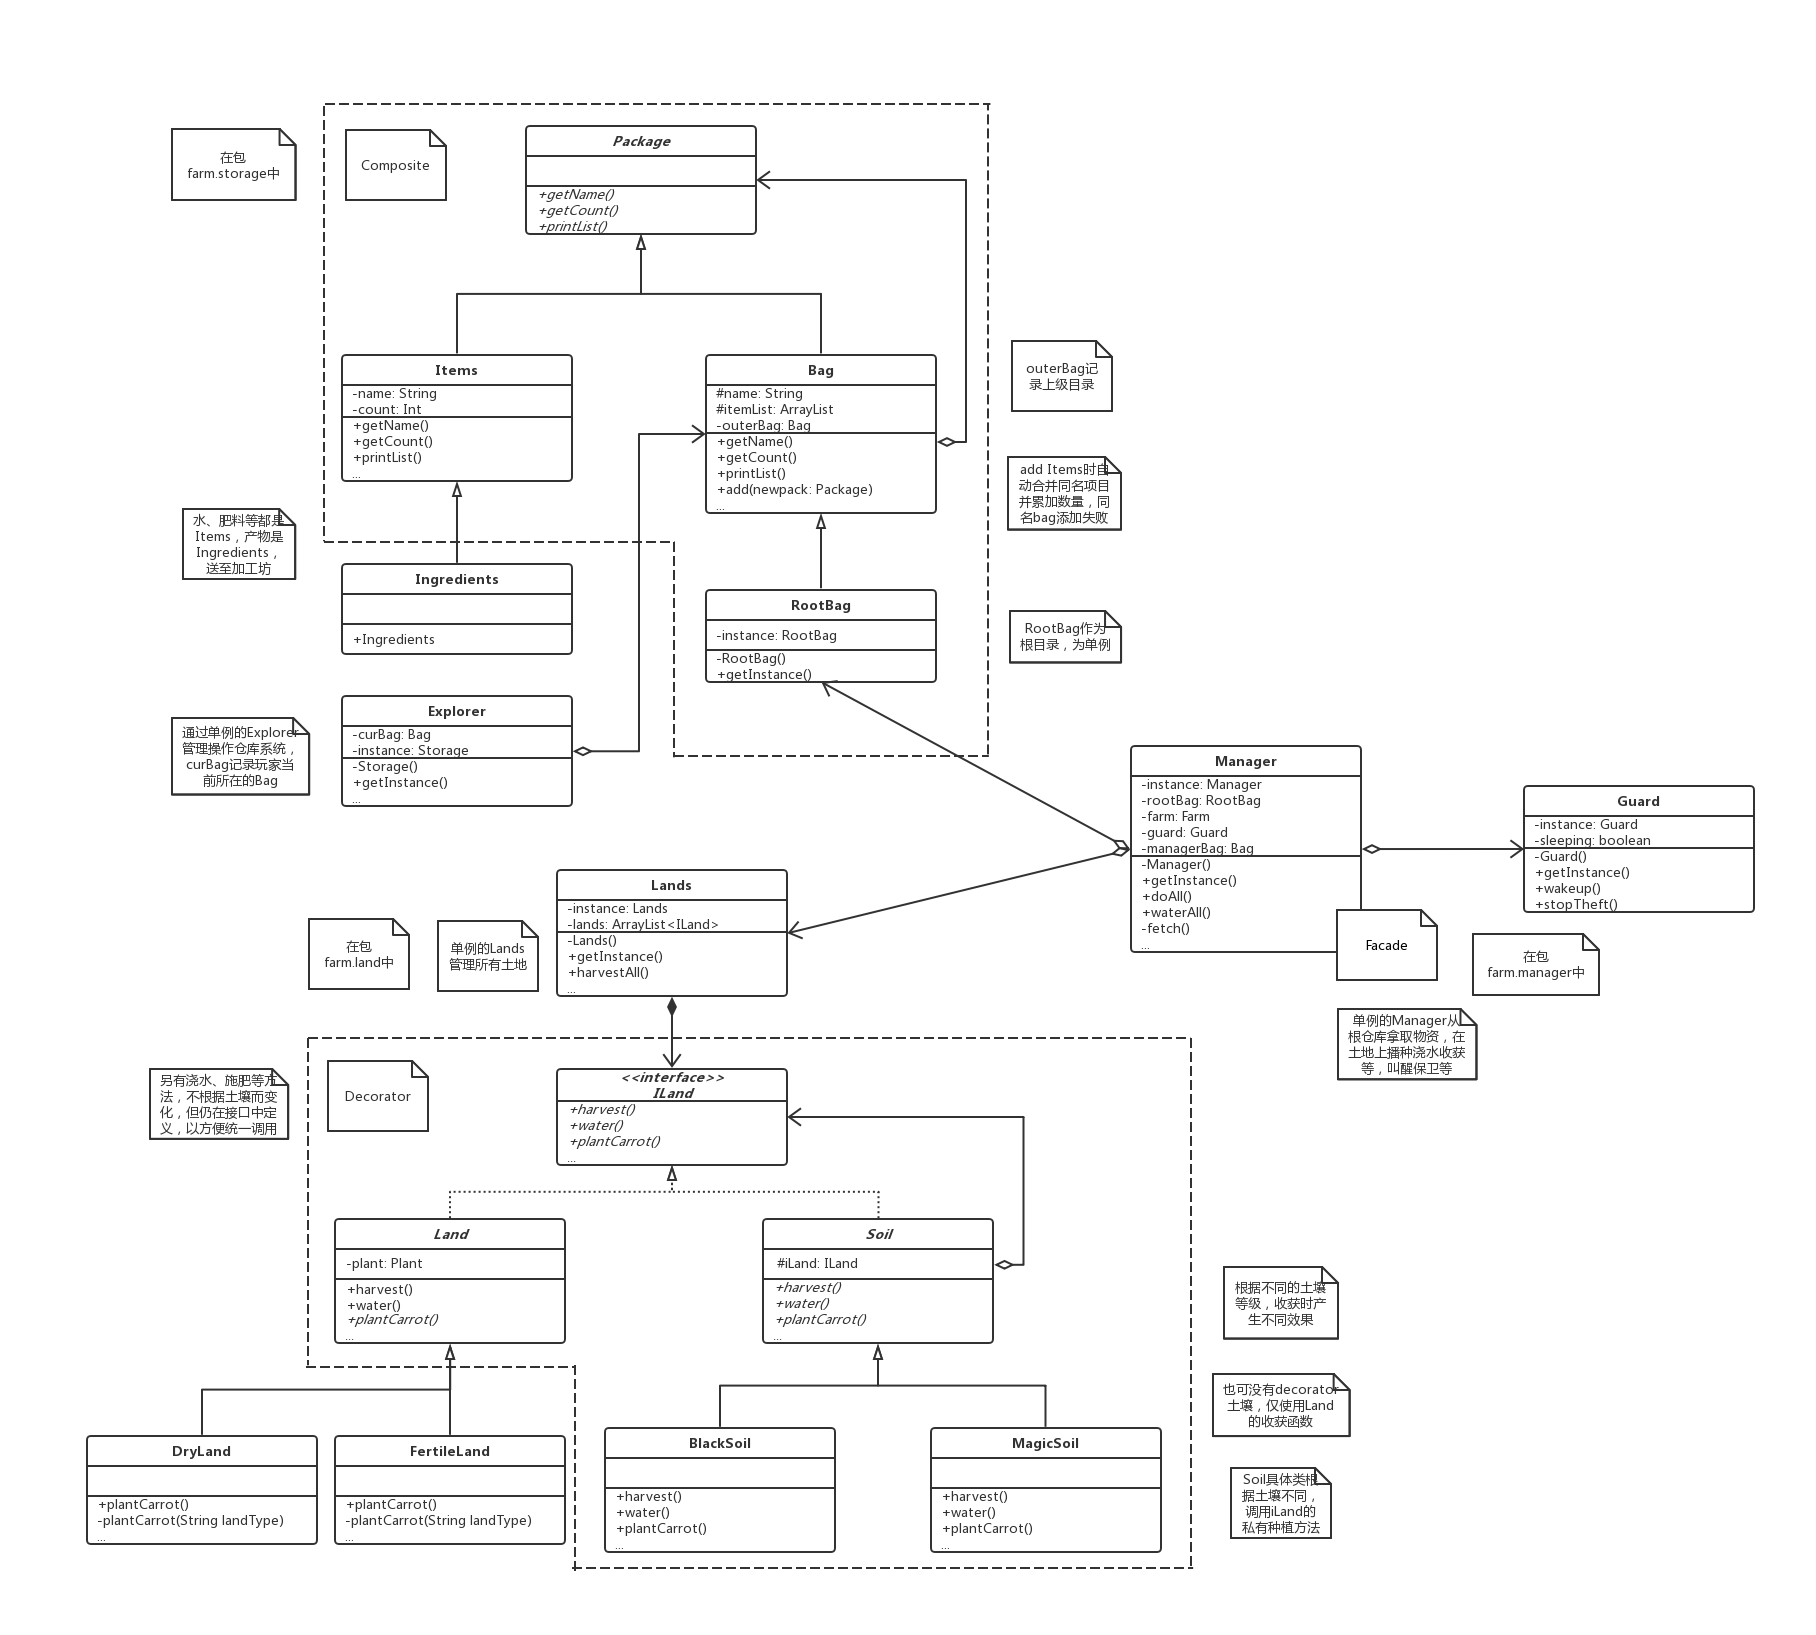 在包
farm.storage中
Composite
Package
+getName()
+getCount()
+printList()
Items
-name: String
-count: Int
+getName()
+getCount()
+printList()
...
Bag
#name: String
#itemList: ArrayList
-outerBag: Bag
+getName()
+getCount()
+printList()
+add(newpack: Package)
...
outerBag记
录上级目录
add Items时自
动合并同名项目
并累加数量，同
名bag添加失败
水、肥料等都是
Items，产物是
Ingredients，
送至加工坊
Ingredients
+Ingredients
RootBag
-instance: RootBag
-RootBag()
+getInstance()
RootBag作为
根目录，为单例
通过单例的Explorer
管理操作仓库系统，
curBag记录玩家当
前所在的Bag
Explorer
-curBag: Bag
-instance: Storage
-Storage()
+getInstance()
...
Manager
-instance: Manager
-rootBag: RootBag
-farm: Farm
-guard: Guard
-managerBag: Bag
-Manager()
+getInstance()
+doAll()
+waterAll()
-fetch()
...
Guard
-instance: Guard
-sleeping: boolean
-Guard()
+getInstance()
+wakeup()
+stopTheft()
Facade
在包
farm.manager中
单例的Manager从
根仓库拿取物资，在
土地上播种浇水收获
等，叫醒保卫等
在包
farm.land中
单例的Lands
管理所有土地
Lands
-instance: Lands
-lands: ArrayList<ILand>
-Lands()
+getInstance()
+harvestAll()
...
另有浇水、施肥等方
法，不根据土壤而变
化，但仍在接口中定
义，以方便统一调用
Decorator
<<interface>>
ILand
+harvest()
+water()
+plantCarrot()
...
Land
-plant: Plant
+harvest()
+water()
+plantCarrot()
...
Soil
#iLand: ILand
+harvest()
+water()
+plantCarrot()
...
根据不同的土壤
等级，收获时产
生不同效果
也可没有decorator
土壤，仅使用Land
的收获函数
Soil具体类根
据土壤不同，
调用iLand的
私有种植方法
DryLand
+plantCarrot()
-plantCarrot(String landType)
...
FertileLand
+plantCarrot()
-plantCarrot(String landType)
...
BlackSoil
+harvest()
+water()
+plantCarrot()
...
MagicSoil
+harvest()
+water()
+plantCarrot()
...